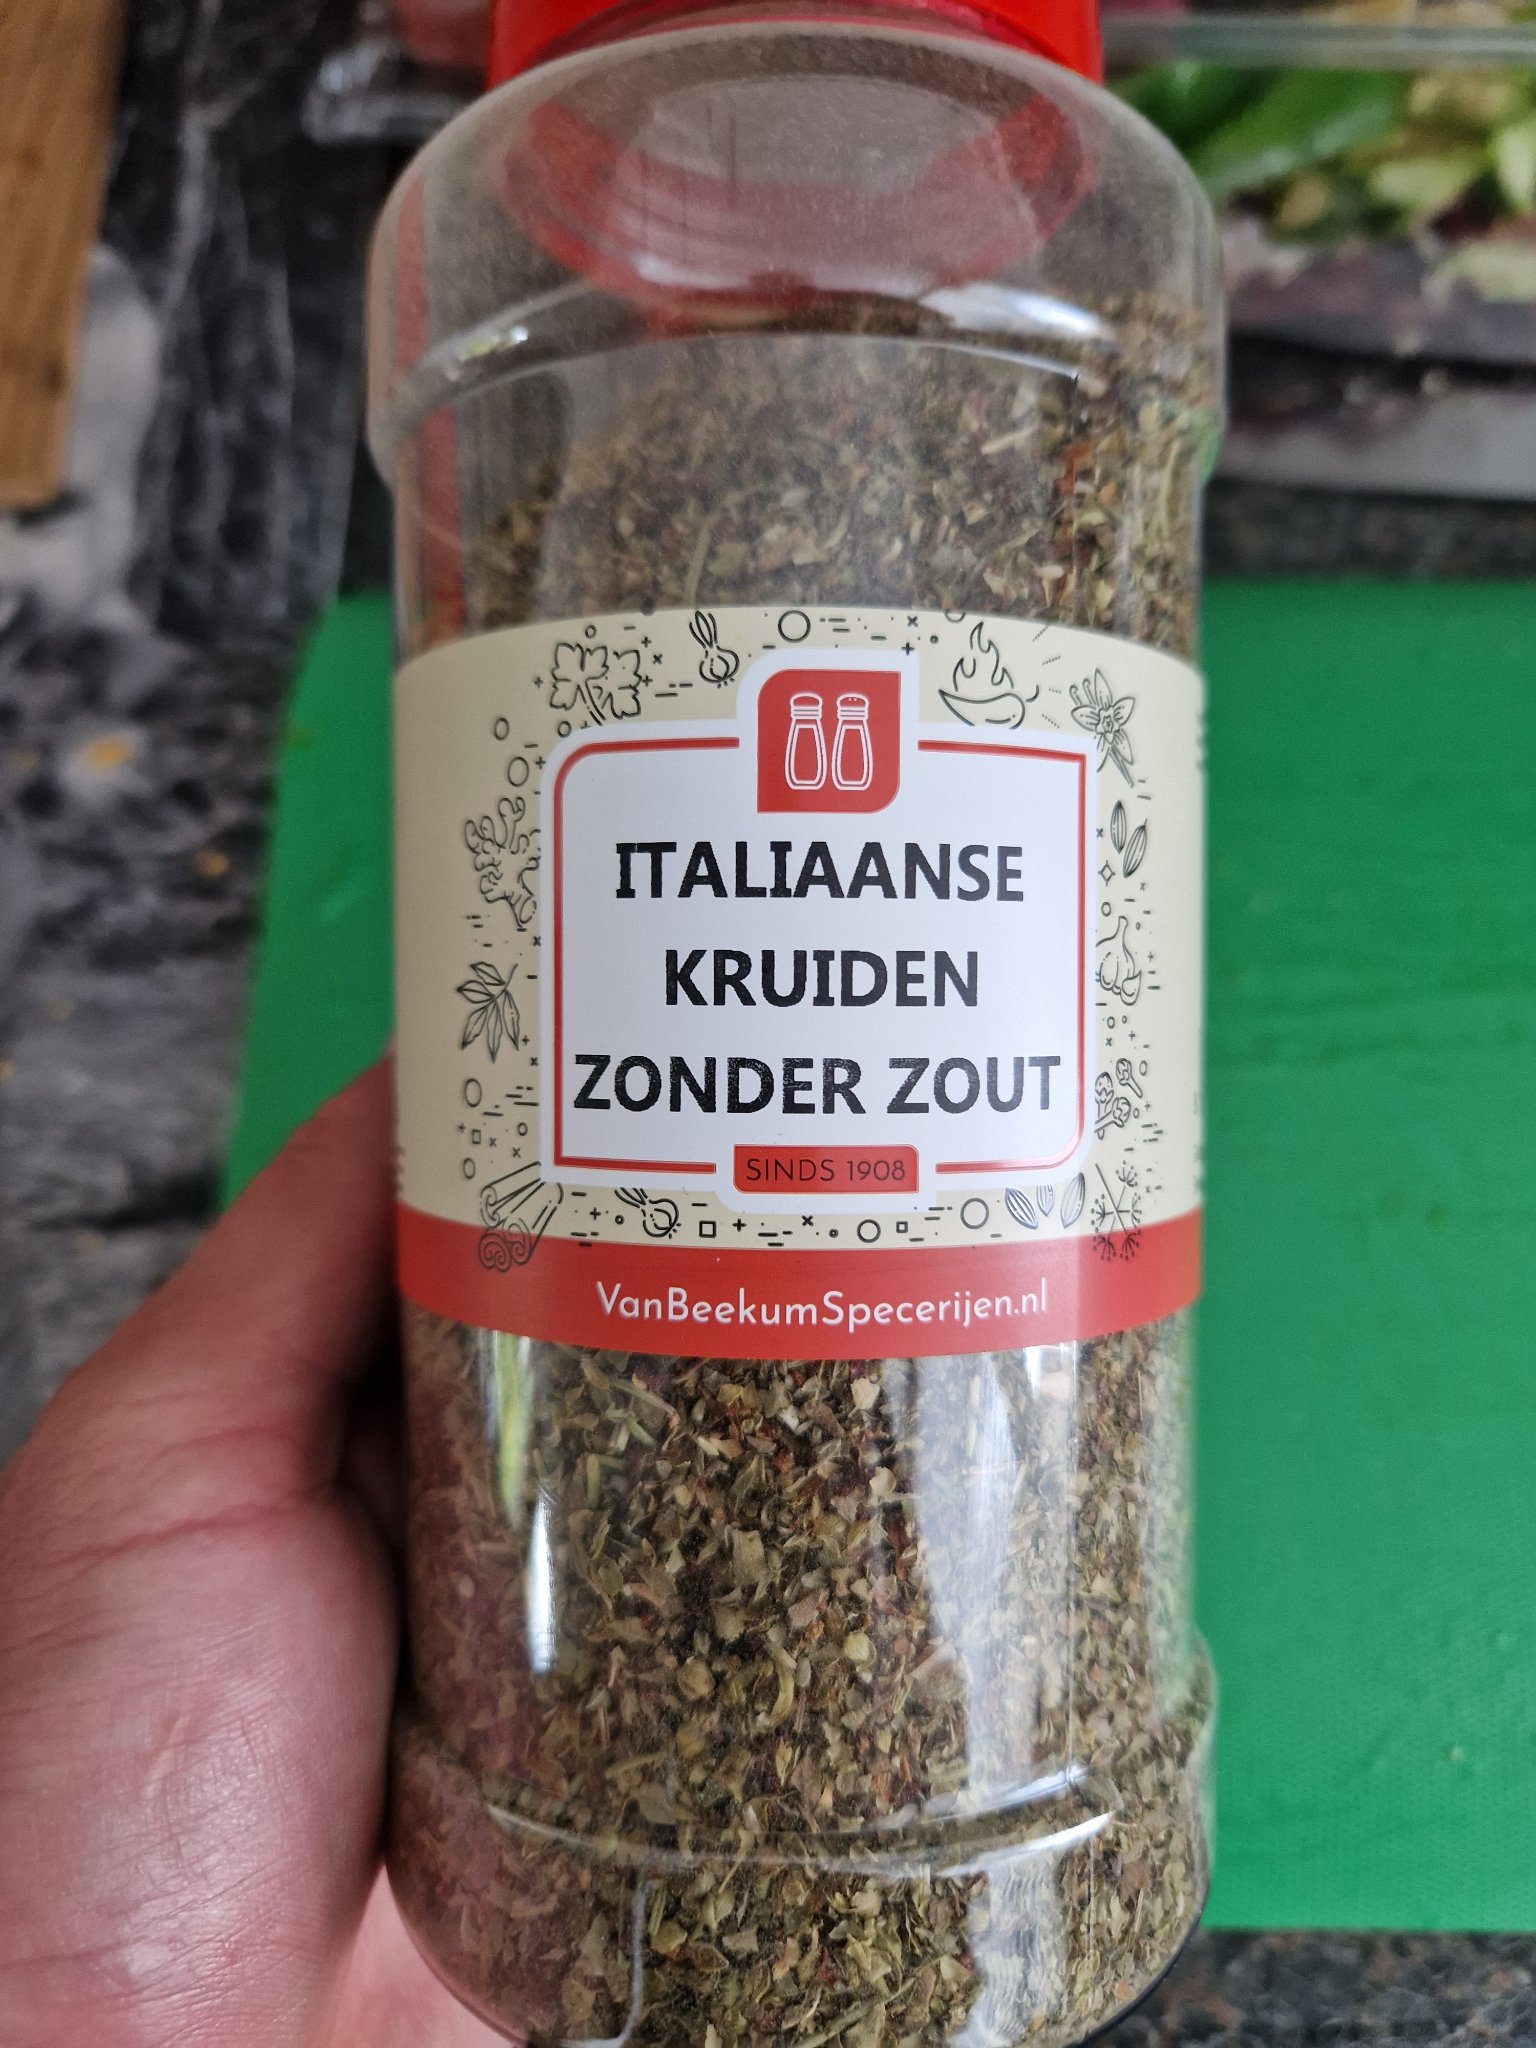 ITALIAANSE
KRUIDEN
ZONDER ZOUT
SINDS 1908
VanBeekumSpecerijen.nl